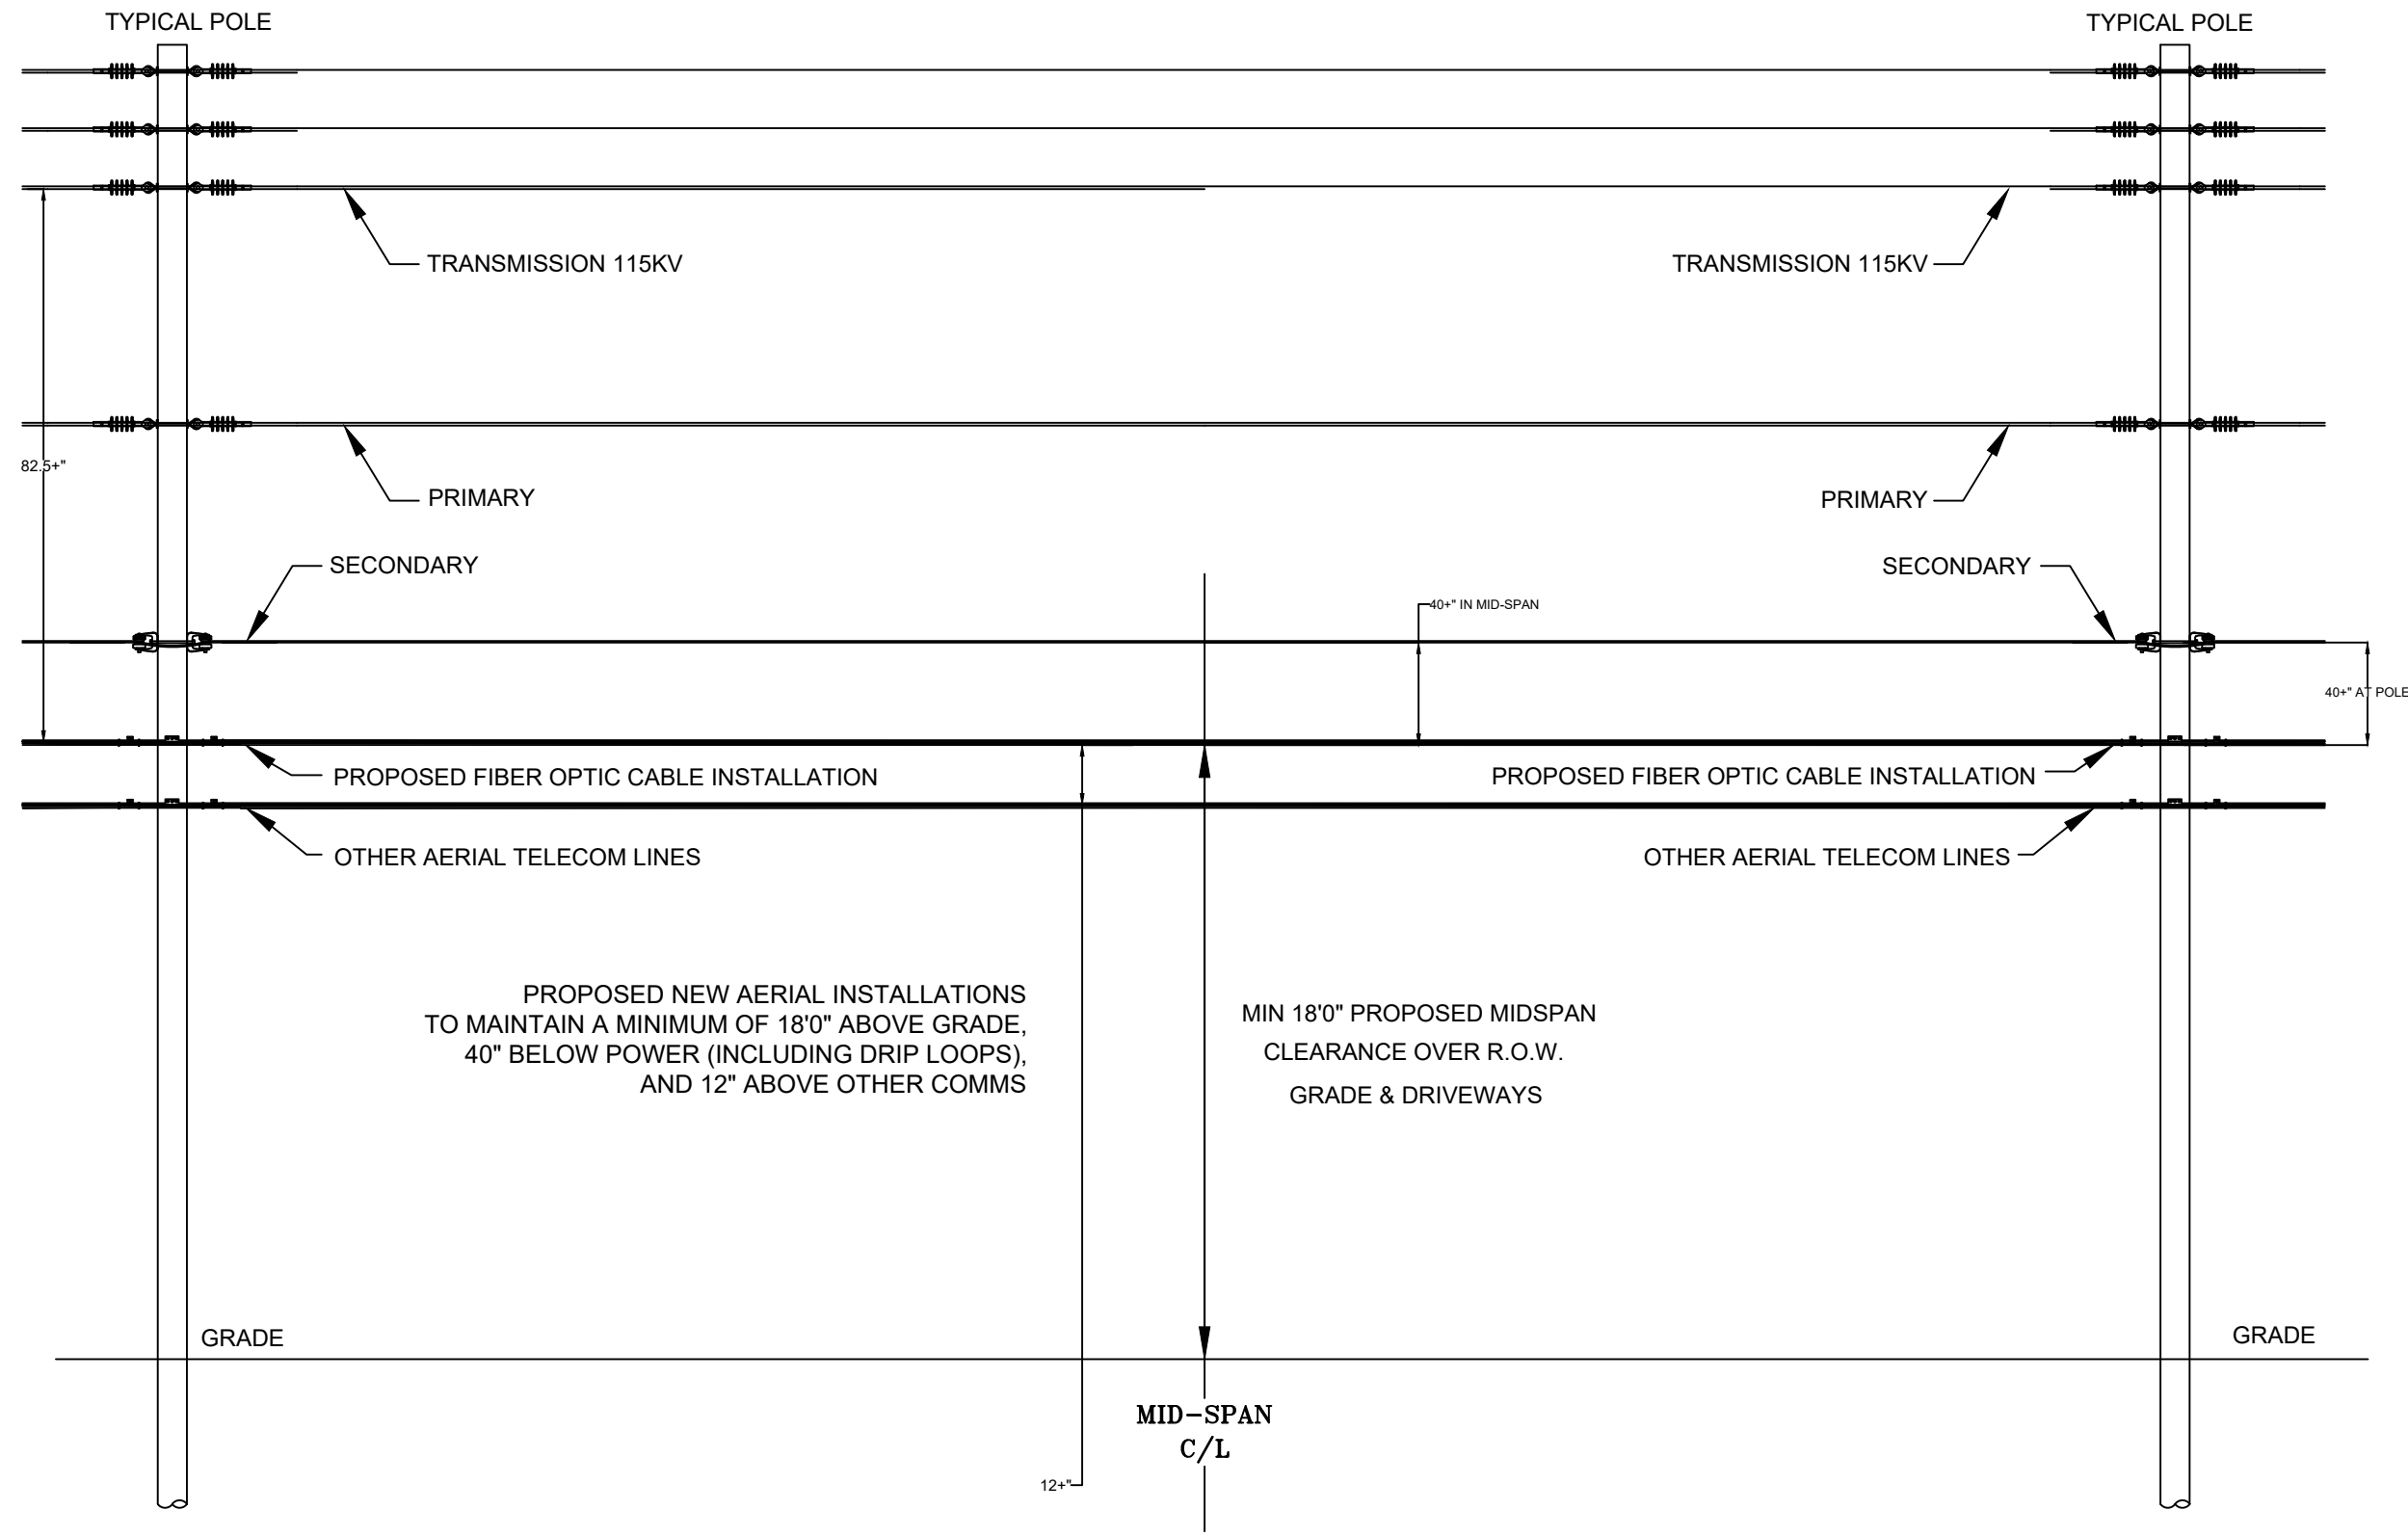 TYPICAL POLE
TYPICAL POLE
TRANSMISSION 115KV
TRANSMISSION 115KV
82.5+"
PRIMARY
PRIMARY
SECONDARY
SECONDARY
40+" IN MID-SPAN
40+" AT POLE
PROPOSED FIBER OPTIC CABLE INSTALLATION
PROPOSED FIBER OPTIC CABLE INSTALLATION
OTHER AERIAL TELECOM LINES
OTHER AERIAL TELECOM LINES
PROPOSED NEW AERIAL INSTALLATIONS
TO MAINTAIN A MINIMUM OF 18'0" ABOVE GRADE,
40" BELOW POWER (INCLUDING DRIP LOOPS),
AND 12" ABOVE OTHER COMMS
MIN 18'0" PROPOSED MIDSPAN
CLEARANCE OVER R.O.W.
GRADE & DRIVEWAYS
GRADE
GRADE
MID-SPAN
C/L
12+"